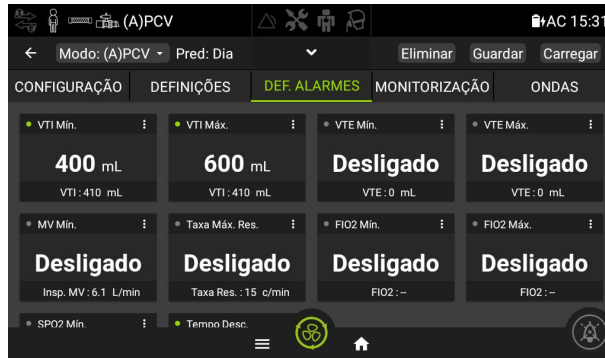 (A)PCV AC 15:31
Modo: (A)PCV Pred: Dia Eliminar Guardar Carregar
CONFIGURAÇÃO DEFINIÇÕES DEF. ALARMES MONITORIZAÇÃO ONDAS
VTI Mín. VTI Máx. VTE Mín. VTE Máx.
400 mL 600 mL Desligado Desligado
VTI : 410 mL VTI : 410 mL VTE : 0 mL VTE : 0 mL
MV Mín. Taxa Máx. Res. FIO2 Mín. FIO2 Máx.
Desligado Desligado Desligado Desligado
Insp. MV : 6.1 L/min Taxa Res. : 15 c/min FIO2 : – FIO2 : –
SPO2 Mín. Tempo Desc.